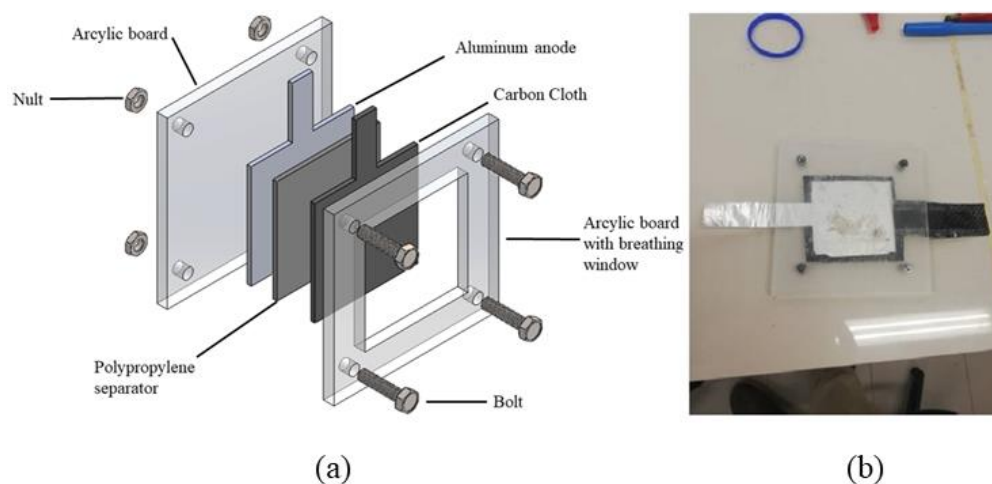 Arcylic board
Aluminum anode
Nult
Carbon Cloth
Arcylic board
with breathing
window
Polypropylene
separator
Bolt
(a)
(b)